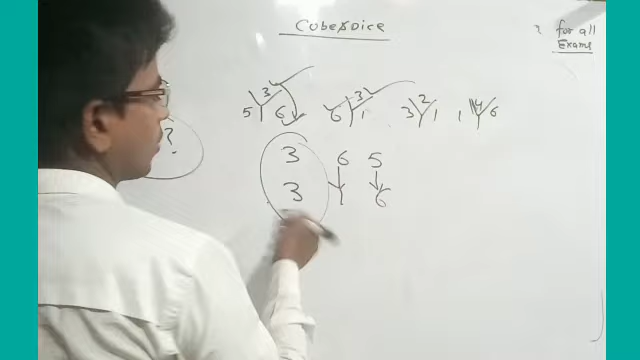 Cube & Dice
for all
Exams
3 3 2 4
5 6 6 1 3 1 1 6
?
3 6 5
3 1 6